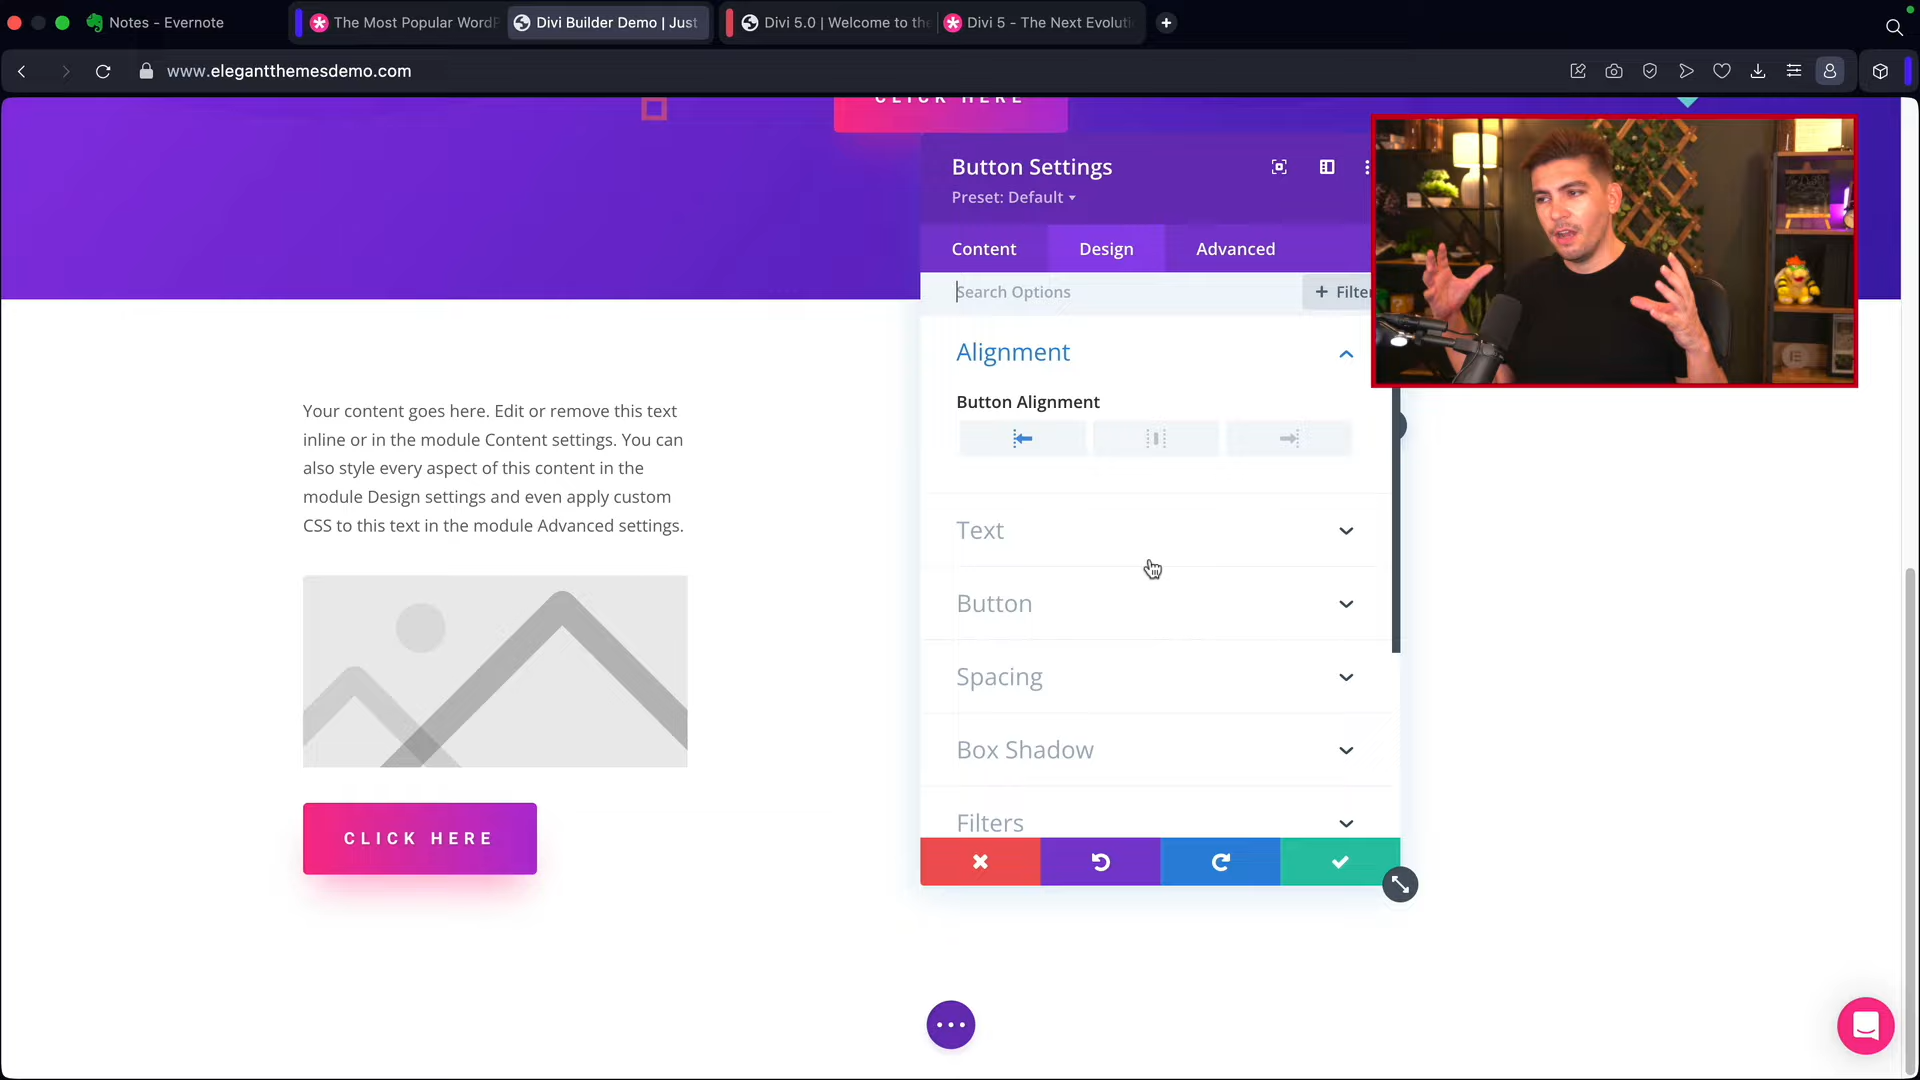 Notes - Evernote
The Most Popular WordP
Divi Builder Demo | Just
Divi 5.0 | Welcome to the
Divi 5 - The Next Evoluti
www.elegantthemesdemo.com
CLICK HERE
Button Settings
Preset: Default
Content
Design
Advanced
Search Options
+ Filter
Alignment
Button Alignment
Text
Button
Spacing
Box Shadow
Filters
Your content goes here. Edit or remove this text
inline or in the module Content settings. You can
also style every aspect of this content in the
module Design settings and even apply custom
CSS to this text in the module Advanced settings.
CLICK HERE